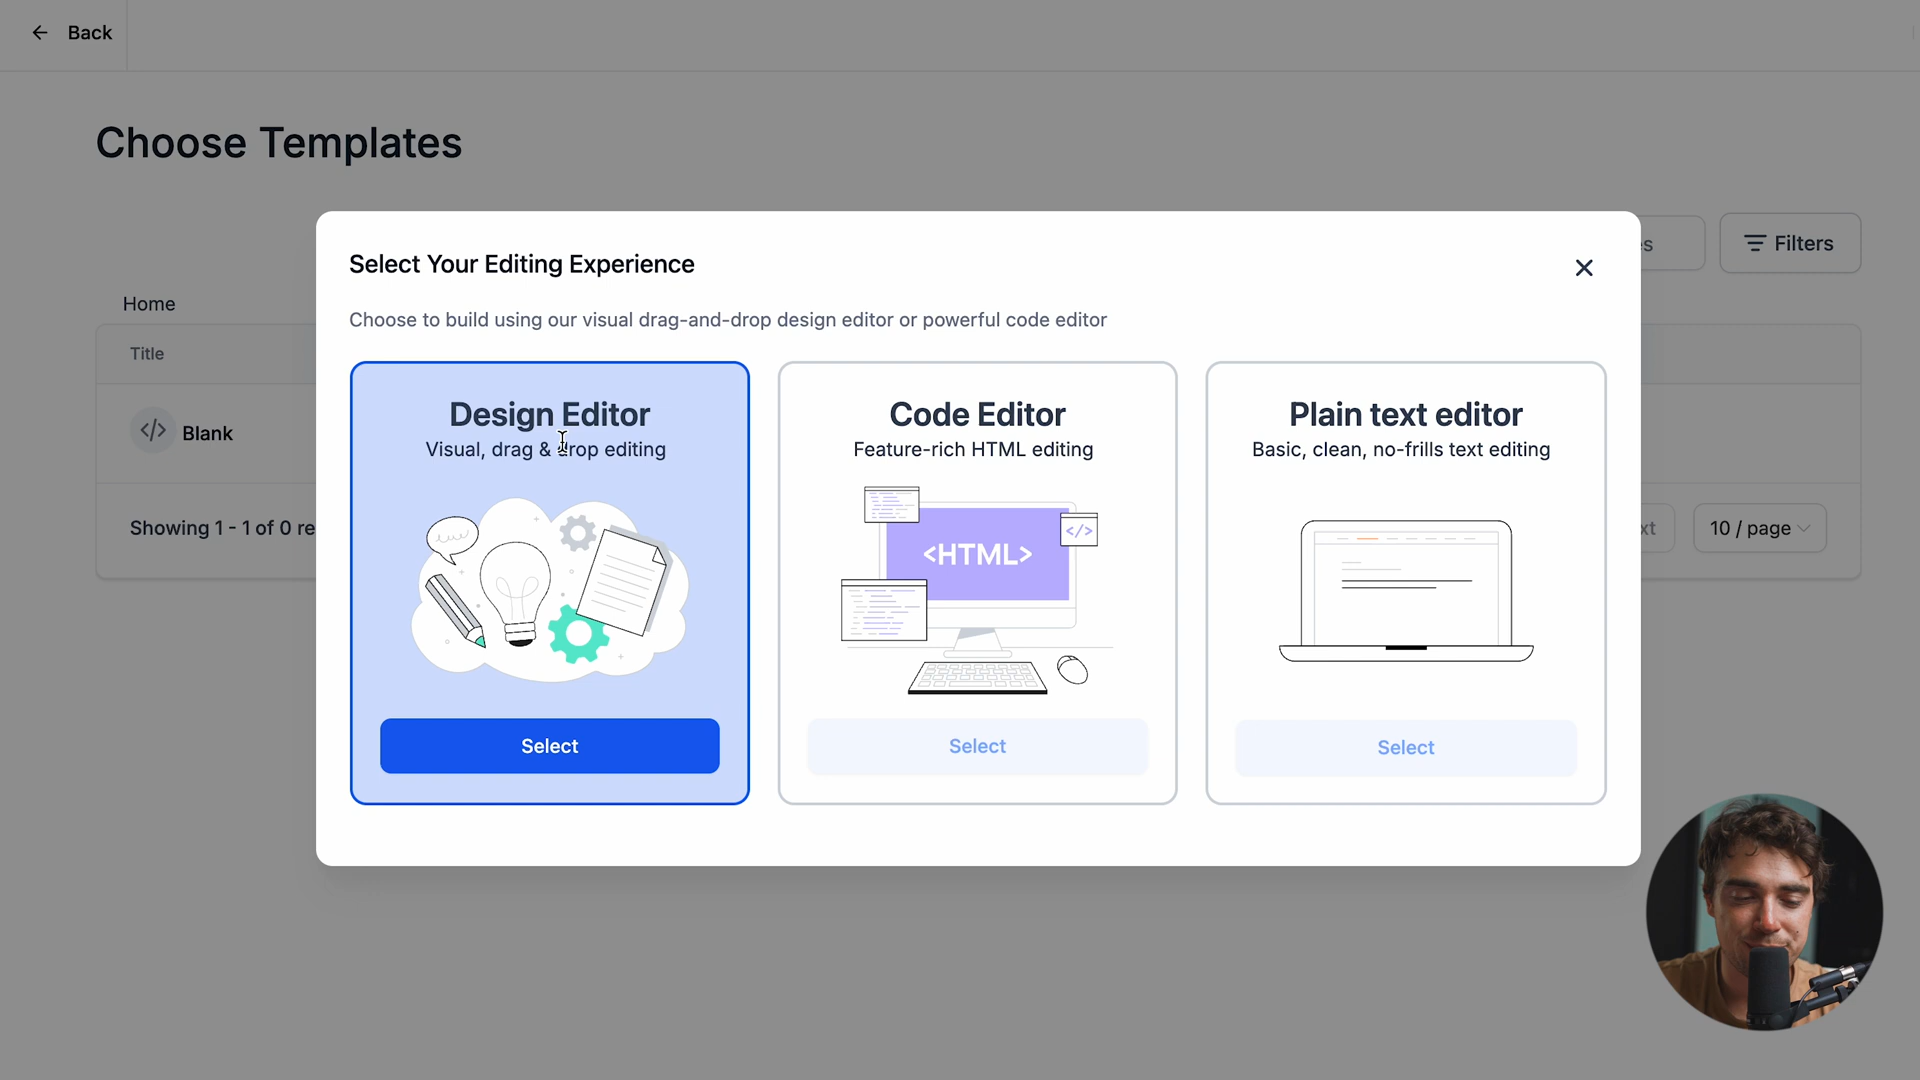 Back
Choose Templates
Filters
Select Your Editing Experience
Choose to build using our visual drag-and-drop design editor or powerful code editor
Home
Title
Blank
Showing 1 - 1 of 0 re
xt
10 / page
Design Editor
Visual, drag & drop editing
Select
Code Editor
Feature-rich HTML editing
<HTML>
</>
Select
Plain text editor
Basic, clean, no-frills text editing
Select